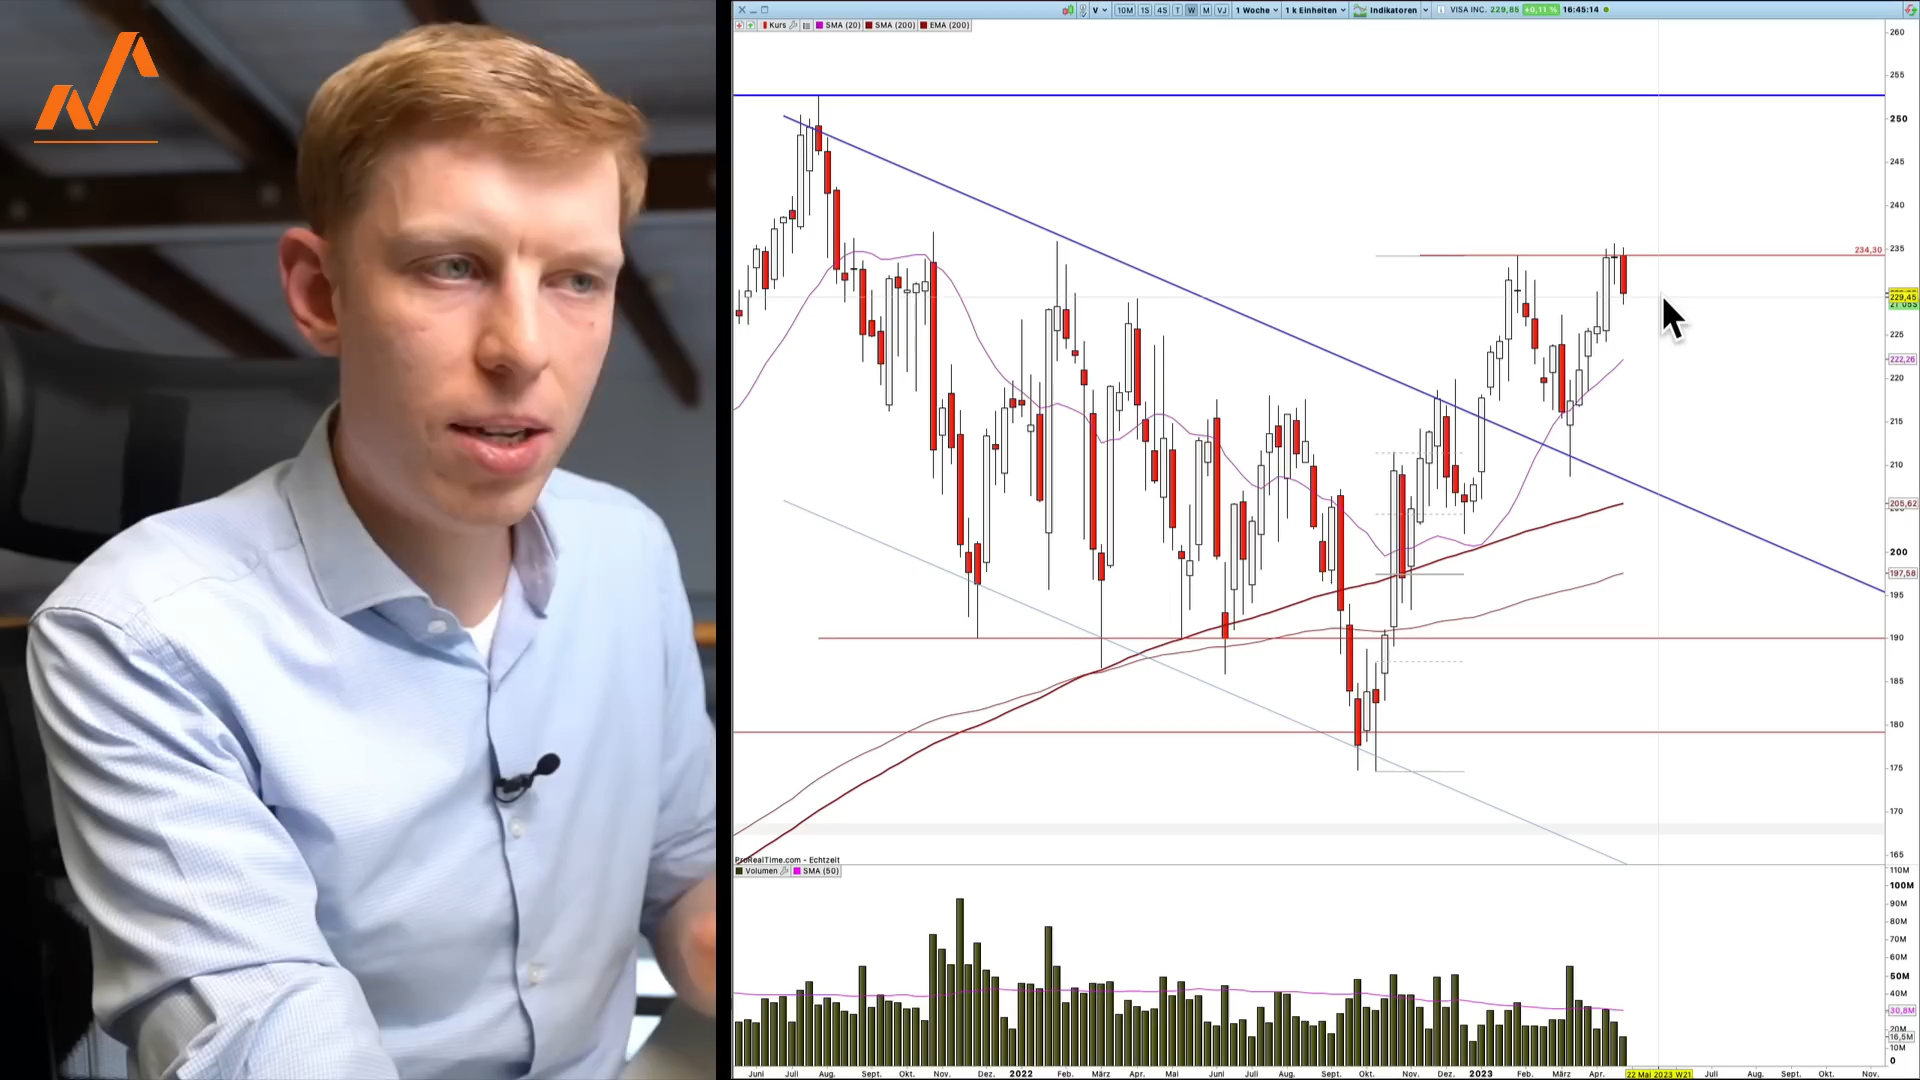 V 10M 1S 4S T W M VJ 1 Woche 1 k Einheiten Indikatoren VISA INC. 229,85 +0,11 % 16:45:14
Kurs SMA (20) SMA (200) EMA (200)
260
255
250
245
240
235
234,30
229,45
225
222,26
220
215
210
205,62
200
197,58
195
190
185
180
175
170
165
ProRealTime.com - Echtzeit
Volumen SMA (50)
110M
100M
90M
80M
70M
60M
50M
40M
30,8M
20M
16,5M
10M
0
Juni Juli Aug. Sept. Okt. Nov. Dez. 2022 Feb. März Apr. Mai Juni Juli Aug. Sept. Okt. Nov. Dez. 2023 Feb. März Apr. 22 Mai 2023 W21 Juli Aug. Sept. Okt. Nov.